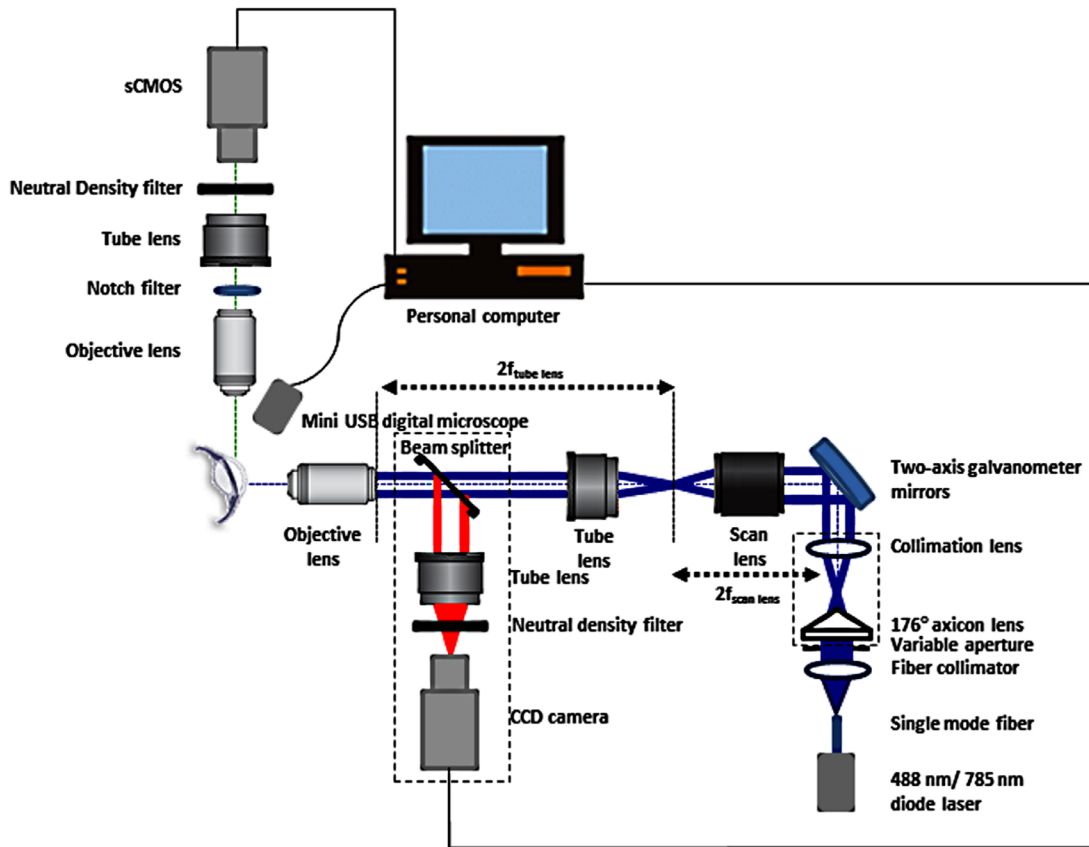 sCMOS
Neutral Density filter
Tube lens
Notch filter
Objective lens
Personal computer
2ftube lens
Mini USB digital microscope
Beam splitter
Two-axis galvanometer
mirrors
Objective
lens
Tube
lens
Scan
lens
Collimation lens
Tube lens
2fscan lens
Neutral density filter
176° axicon lens
Variable aperture
Fiber collimator
CCD camera
Single mode fiber
488 nm/ 785 nm
diode laser